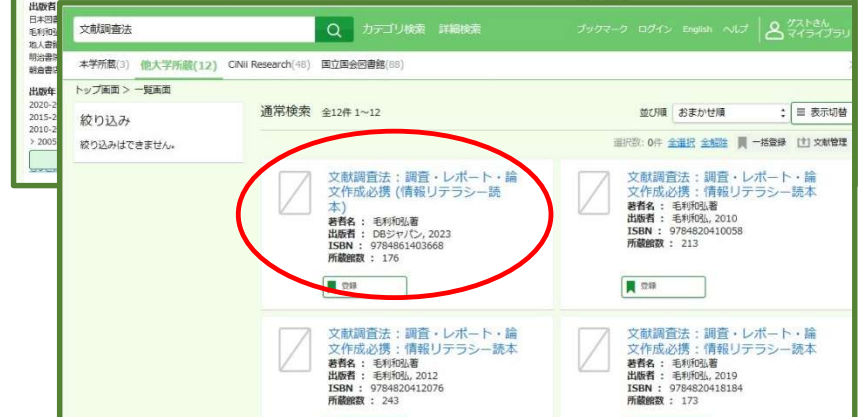 出版者
日本図
毛利和弘
地人書館
明治書院
朝倉書店
出版年
2020-2
2015-2
2010-2
> 2005
文献調査法
カテゴリ検索 詳細検索
ブックマーク ログイン English ヘルプ
ゲストさん
マイライブラリ
本学所蔵(3) 他大学所蔵(12) CiNii Research(48) 国立国会図書館(88)
トップ画面 > 一覧画面
絞り込み
絞り込みはできません。
通常検索 全12件 1~12
並び順 おまかせ順
表示切替
選択数: 0件 全選択 全解除 一括登録 文献管理
文献調査法：調査・レポート・論
文作成必携 (情報リテラシー読
本)
著者名 ： 毛利和弘著
出版者 ： DBジャパン, 2023
ISBN ： 9784861403668
所蔵館数 ： 176
登録
文献調査法：調査・レポート・論
文作成必携：情報リテラシー読本
著者名 ： 毛利和弘著
出版者 ： 毛利和弘, 2010
ISBN ： 9784820410058
所蔵館数 ： 213
登録
文献調査法：調査・レポート・論
文作成必携：情報リテラシー読本
著者名 ： 毛利和弘著
出版者 ： 毛利和弘, 2012
ISBN ： 9784820412076
所蔵館数 ： 243
文献調査法：調査・レポート・論
文作成必携：情報リテラシー読本
著者名 ： 毛利和弘著
出版者 ： 毛利和弘, 2019
ISBN ： 9784820418184
所蔵館数 ： 173